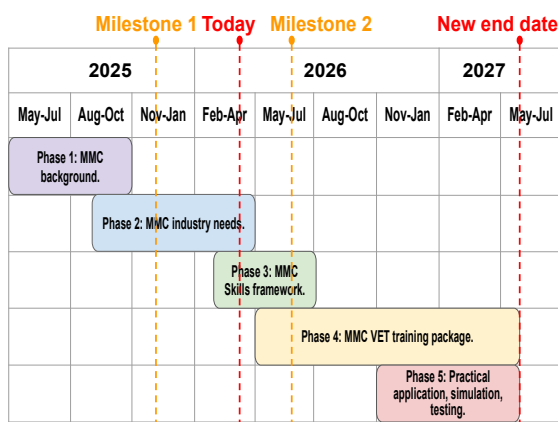 Milestone 1 Today Milestone 2 New end date
2025 2026 2027
May-Jul Aug-Oct Nov-Jan Feb-Apr May-Jul Aug-Oct Nov-Jan Feb-Apr May-Jul
Phase 1: MMC
background.
Phase 2: MMC industry needs.
Phase 3: MMC
Skills framework.
Phase 4: MMC VET training package.
Phase 5: Practical
application, simulation,
testing.